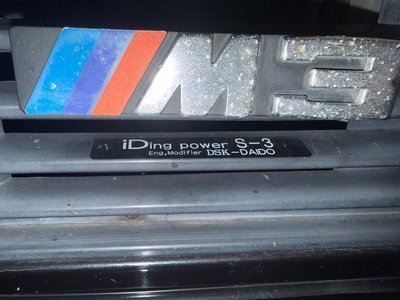 M3
iDing power S-3
Eng,Modifier DSK-DAIDO